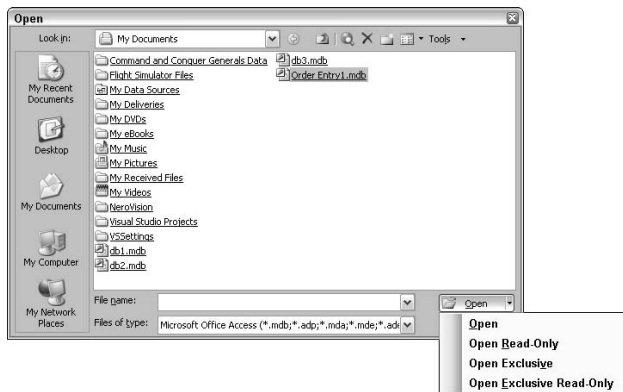 Open
Look in:
My Documents
Tools
My Recent
Documents
Desktop
My Documents
My Computer
My Network
Places
Command and Conquer Generals Data
Flight Simulator Files
My Data Sources
My Deliveries
My DVDs
My eBooks
My Music
My Pictures
My Received Files
My Videos
NeroVision
Visual Studio Projects
VSSettings
db1.mdb
db2.mdb
db3.mdb
Order Entry1.mdb
File name:
Open
Files of type:
Microsoft Office Access (*.mdb;*.adp;*.mda;*.mde;*.ade
Open
Open Read-Only
Open Exclusive
Open Exclusive Read-Only